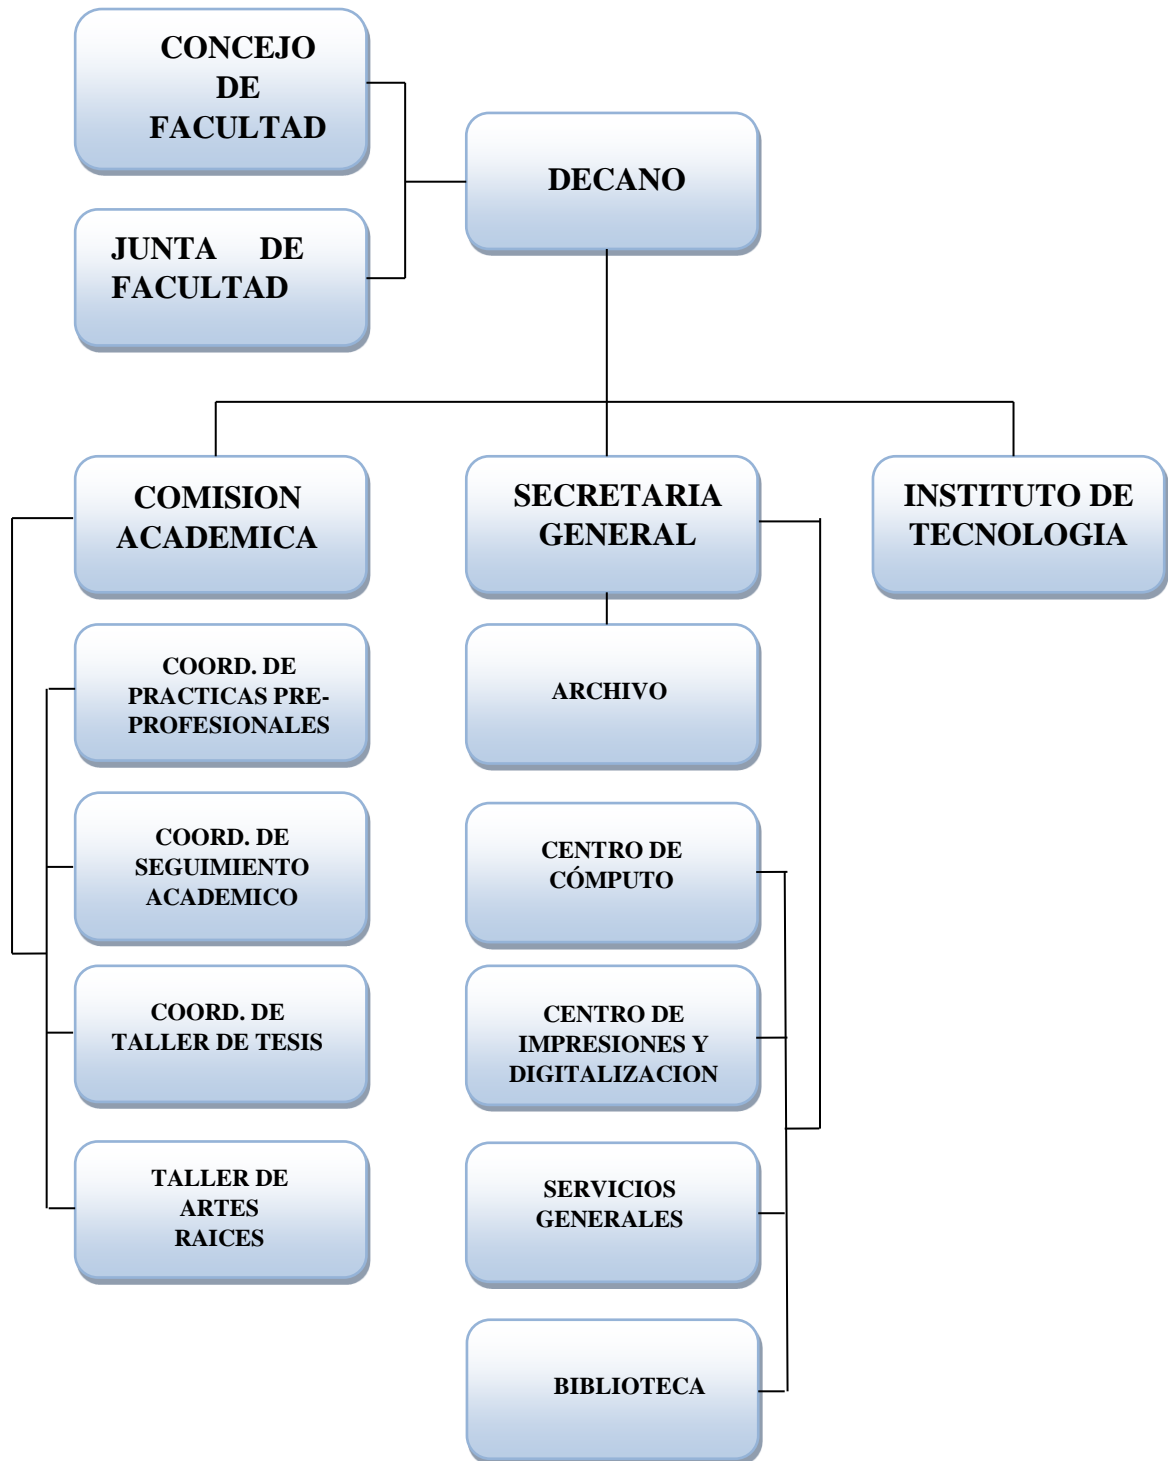 CONCEJO
DE
FACULTAD
DECANO
JUNTA DE
FACULTAD
COMISION
ACADEMICA
SECRETARIA
GENERAL
INSTITUTO DE
TECNOLOGIA
COORD. DE
PRACTICAS PRE-
PROFESIONALES
COORD. DE
SEGUIMIENTO
ACADEMICO
COORD. DE
TALLER DE TESIS
TALLER DE
ARTES
RAICES
ARCHIVO
CENTRO DE
CÓMPUTO
CENTRO DE
IMPRESIONES Y
DIGITALIZACION
SERVICIOS
GENERALES
BIBLIOTECA